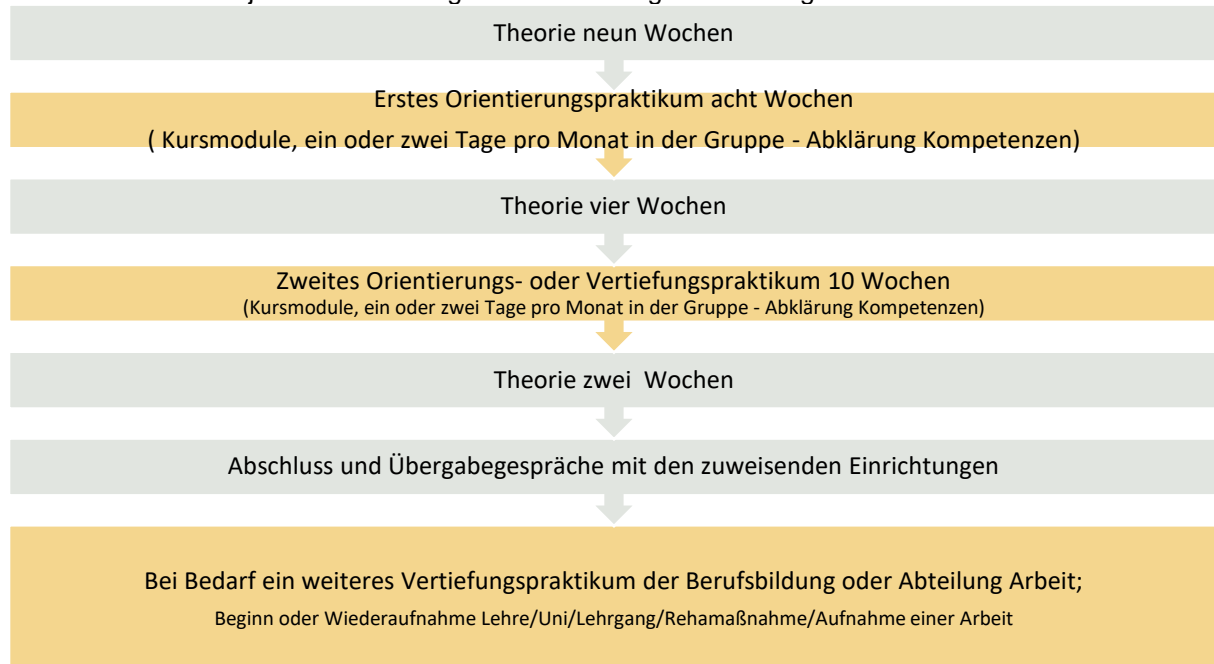 Theorie neun Wochen
Erstes Orientierungspraktikum acht Wochen
( Kursmodule, ein oder zwei Tage pro Monat in der Gruppe - Abklärung Kompetenzen)
Theorie vier Wochen
Zweites Orientierungs- oder Vertiefungspraktikum 10 Wochen
(Kursmodule, ein oder zwei Tage pro Monat in der Gruppe - Abklärung Kompetenzen)
Theorie zwei  Wochen
Abschluss und Übergabegespräche mit den zuweisenden Einrichtungen
Bei Bedarf ein weiteres Vertiefungspraktikum der Berufsbildung oder Abteilung Arbeit;
Beginn oder Wiederaufnahme Lehre/Uni/Lehrgang/Rehamaßnahme/Aufnahme einer Arbeit